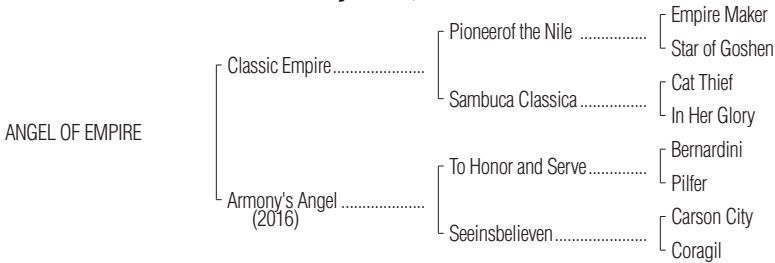 Empire Maker
Pioneerof the Nile ................
Star of Goshen
Classic Empire......................
Cat Thief
Sambuca Classica ................
In Her Glory
ANGEL OF EMPIRE
Bernardini
To Honor and Serve..............
Pilfer
Armony's Angel ....................
(2016)
Carson City
Seeinsbelieven......................
Coragil